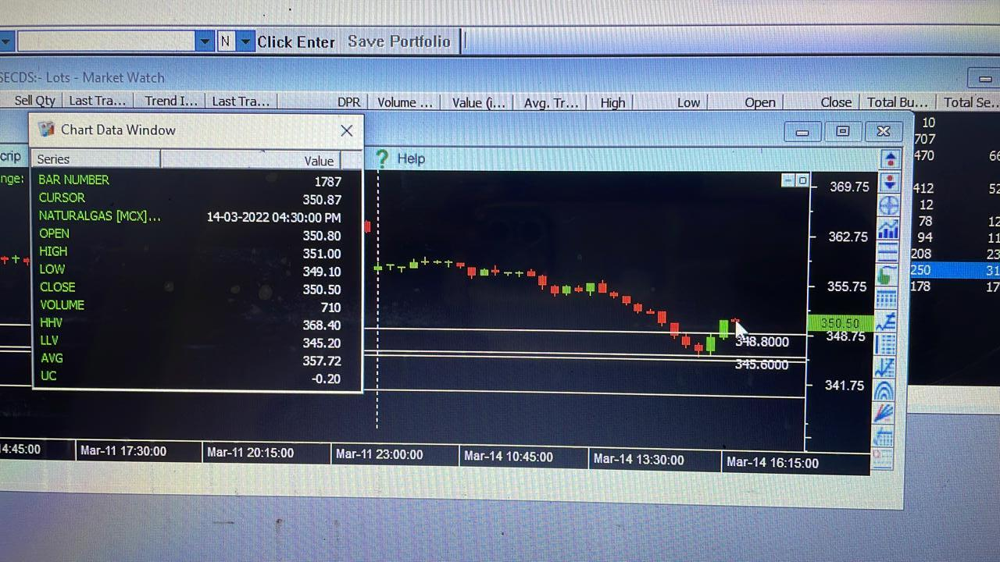 N Click Enter Save Portfolio
SECDS:- Lots - Market Watch
Sell Qty Last Tra... Trend I... Last Tra... DPR Volume ... Value (i... Avg. Tr... High Low Open Close Total Bu... Total Se...
Chart Data Window
crip Series Value ? Help
nge: BAR NUMBER 1787
CURSOR 350.87
NATURALGAS [MCX]... 14-03-2022 04:30:00 PM
OPEN 350.80
HIGH 351.00
LOW 349.10
CLOSE 350.50
VOLUME 710
HHV 368.40
LLV 345.20
AVG 357.72
UC -0.20
369.75
362.75
355.75
350.50
348.75
341.75
348.8000
345.6000
10
707
470 66
412 52
12
78 12
94 11
208 23
250 31
178 17
4:45:00 Mar-11 17:30:00 Mar-11 20:15:00 Mar-11 23:00:00 Mar-14 10:45:00 Mar-14 13:30:00 Mar-14 16:15:00